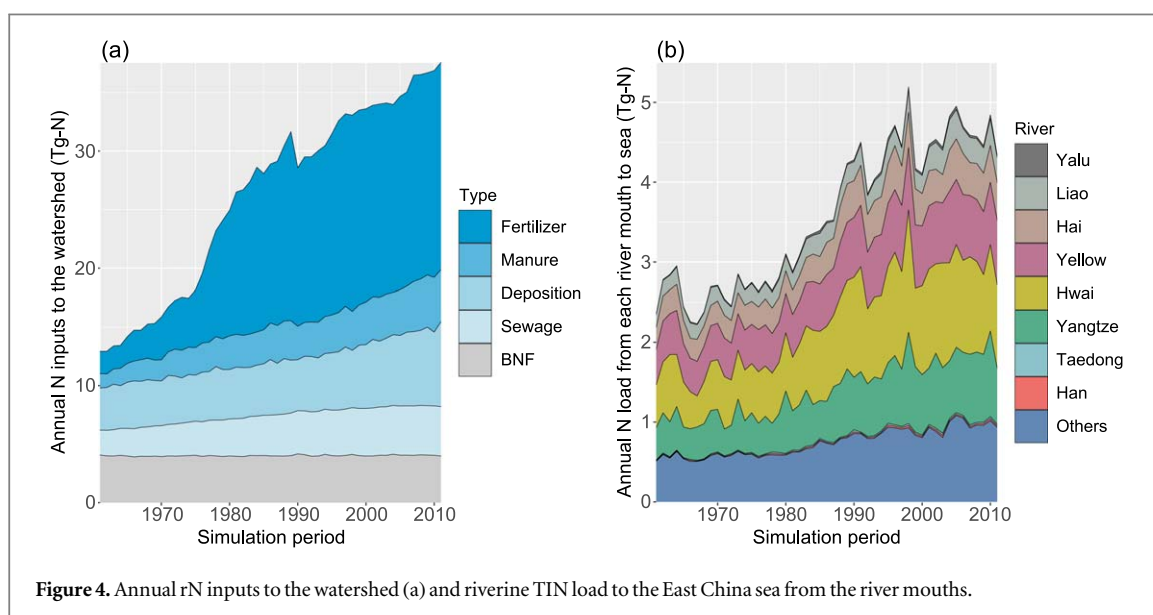 (a)
Annual N inputs to the watershed (Tg-N)
30
20
10
0
1970 1980 1990 2000 2010
Simulation period
Type
Fertilizer
Manure
Deposition
Sewage
BNF
(b)
Annual N load from each river mouth to sea (Tg-N)
5
4
3
2
1
0
1970 1980 1990 2000 2010
Simulation period
River
Yalu
Liao
Hai
Yellow
Hwai
Yangtze
Taedong
Han
Others
Figure 4. Annual rN inputs to the watershed (a) and riverine TIN load to the East China sea from the river mouths.